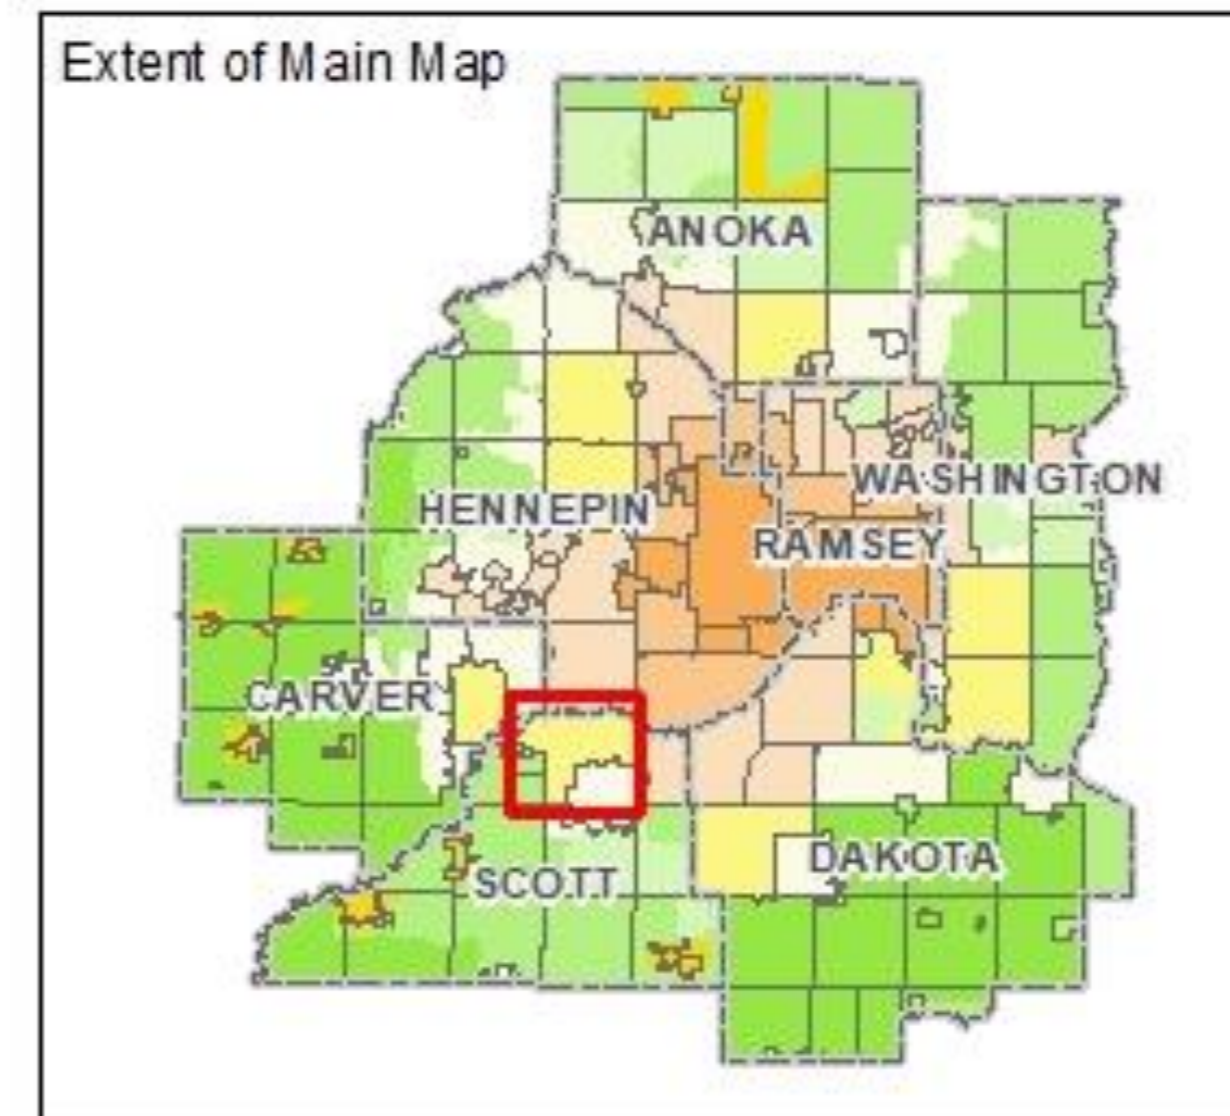 Extent of Main Map
ANOKA
WASHINGTON
HENNEPIN
RAMSEY
CARVER
DAKOTA
SCOTT